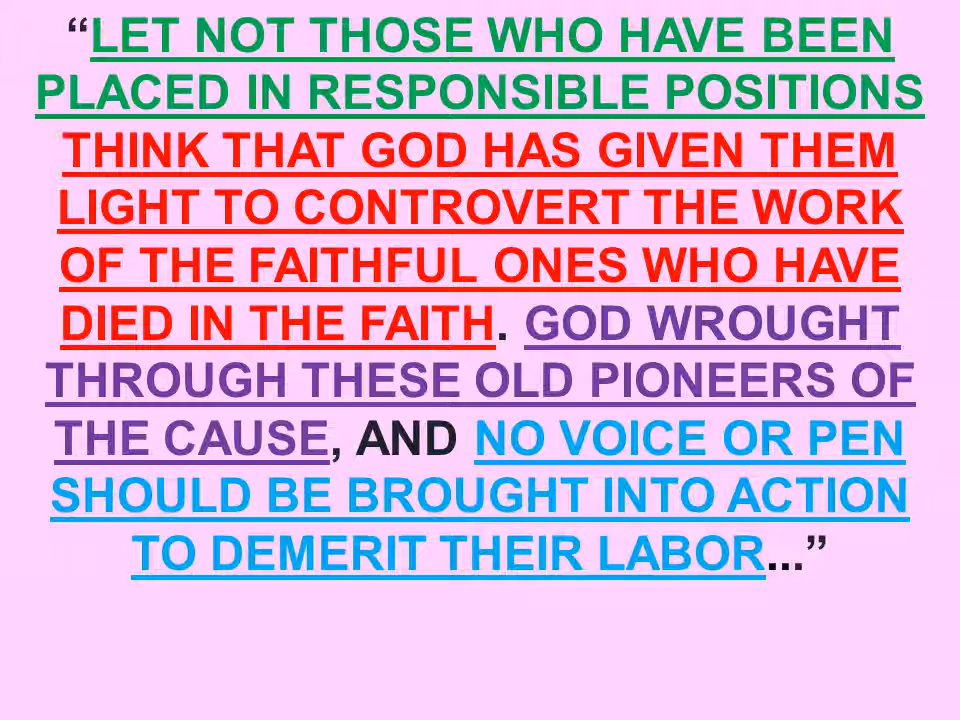 “LET NOT THOSE WHO HAVE BEEN
PLACED IN RESPONSIBLE POSITIONS
THINK THAT GOD HAS GIVEN THEM
LIGHT TO CONTROVERT THE WORK
OF THE FAITHFUL ONES WHO HAVE
DIED IN THE FAITH. GOD WROUGHT
THROUGH THESE OLD PIONEERS OF
THE CAUSE, AND NO VOICE OR PEN
SHOULD BE BROUGHT INTO ACTION
TO DEMERIT THEIR LABOR...”